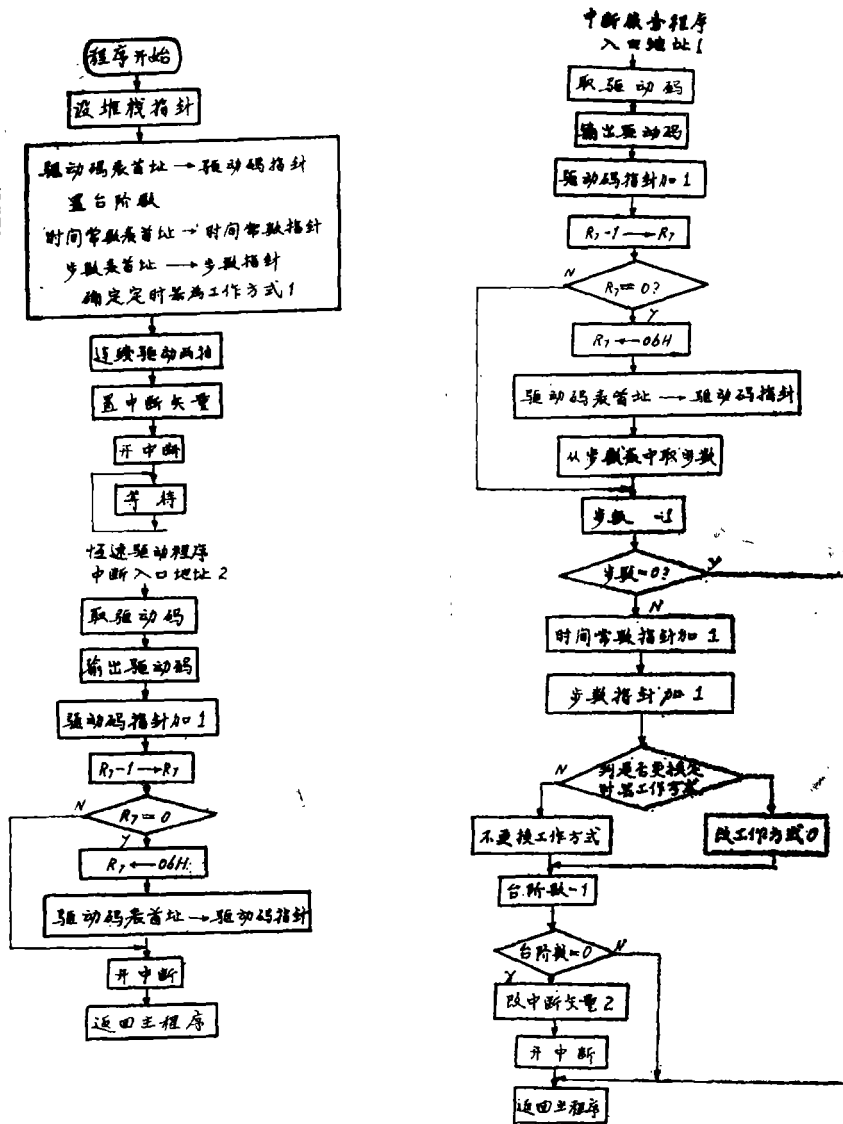 程序开始
设堆栈指针
驱动码表首址→驱动码指针
置台阶数
时间常数表首址→时间常数指针
步数表首址→步数指针
确定定时器为工作方式1
连续驱动两拍
置中断矢量
开中断
等待
恒速驱动程序
中断入口地址2
取驱动码
输出驱动码
驱动码指针加1
R7-1→R7
R7=0
N
Y
R7←06H
驱动码表首址→驱动码指针
开中断
返回主程序
中断服务程序
入口地址1
取驱动码
输出驱动码
驱动码指针加1
R7-1→R7
N
R7=0?
Y
R7←06H
驱动码表首址→驱动码指针
从步数表中取步数
步数-1
步数=0?
Y
N
时间常数指针加1
步数指针加1
N
判是否更换定
时器工作方式
不更换工作方式
改工作方式0
台阶数-1
台阶数=0
N
Y
改中断矢量2
开中断
返回主程序